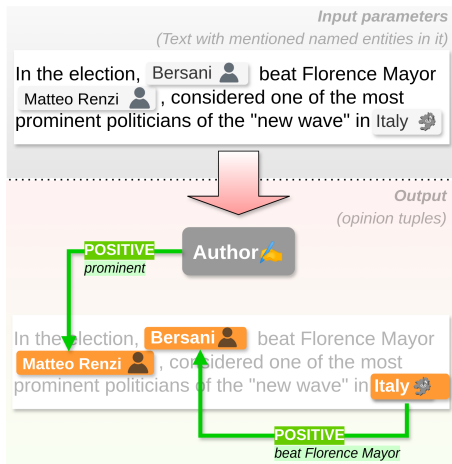 Input parameters
(Text with mentioned named entities in it)
In the election, Bersani beat Florence Mayor
Matteo Renzi , considered one of the most
prominent politicians of the "new wave" in Italy
Output
(opinion tuples)
Author
POSITIVE
prominent
In the election, Bersani beat Florence Mayor
Matteo Renzi , considered one of the most
prominent politicians of the "new wave" in Italy
POSITIVE
beat Florence Mayor